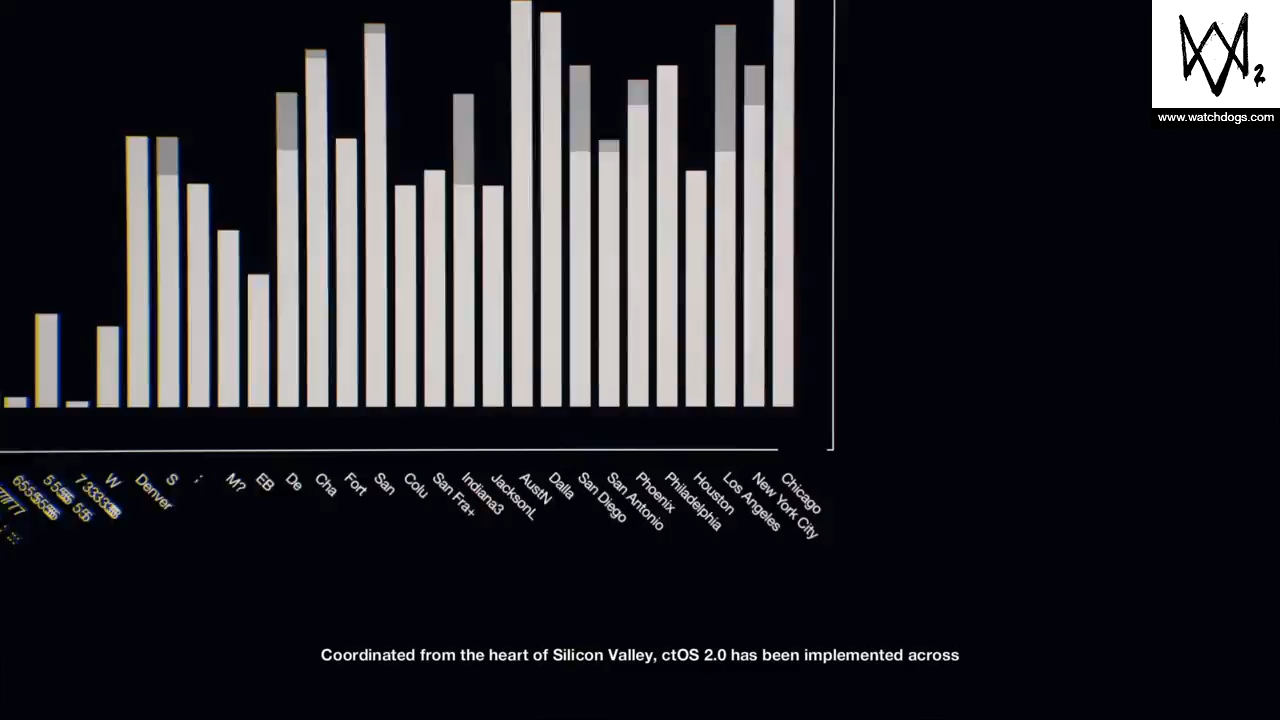 2
www.watchdogs.com
W
Denver
S
;
M?
EB
De
Cha
Fort
San
Colu
San Fra+
Indiana3
JacksonL
AustN
Dalla
San Diego
San Antonio
Phoenix
Philadelphia
Houston
Los Angeles
New York City
Chicago
Coordinated from the heart of Silicon Valley, ctOS 2.0 has been implemented across